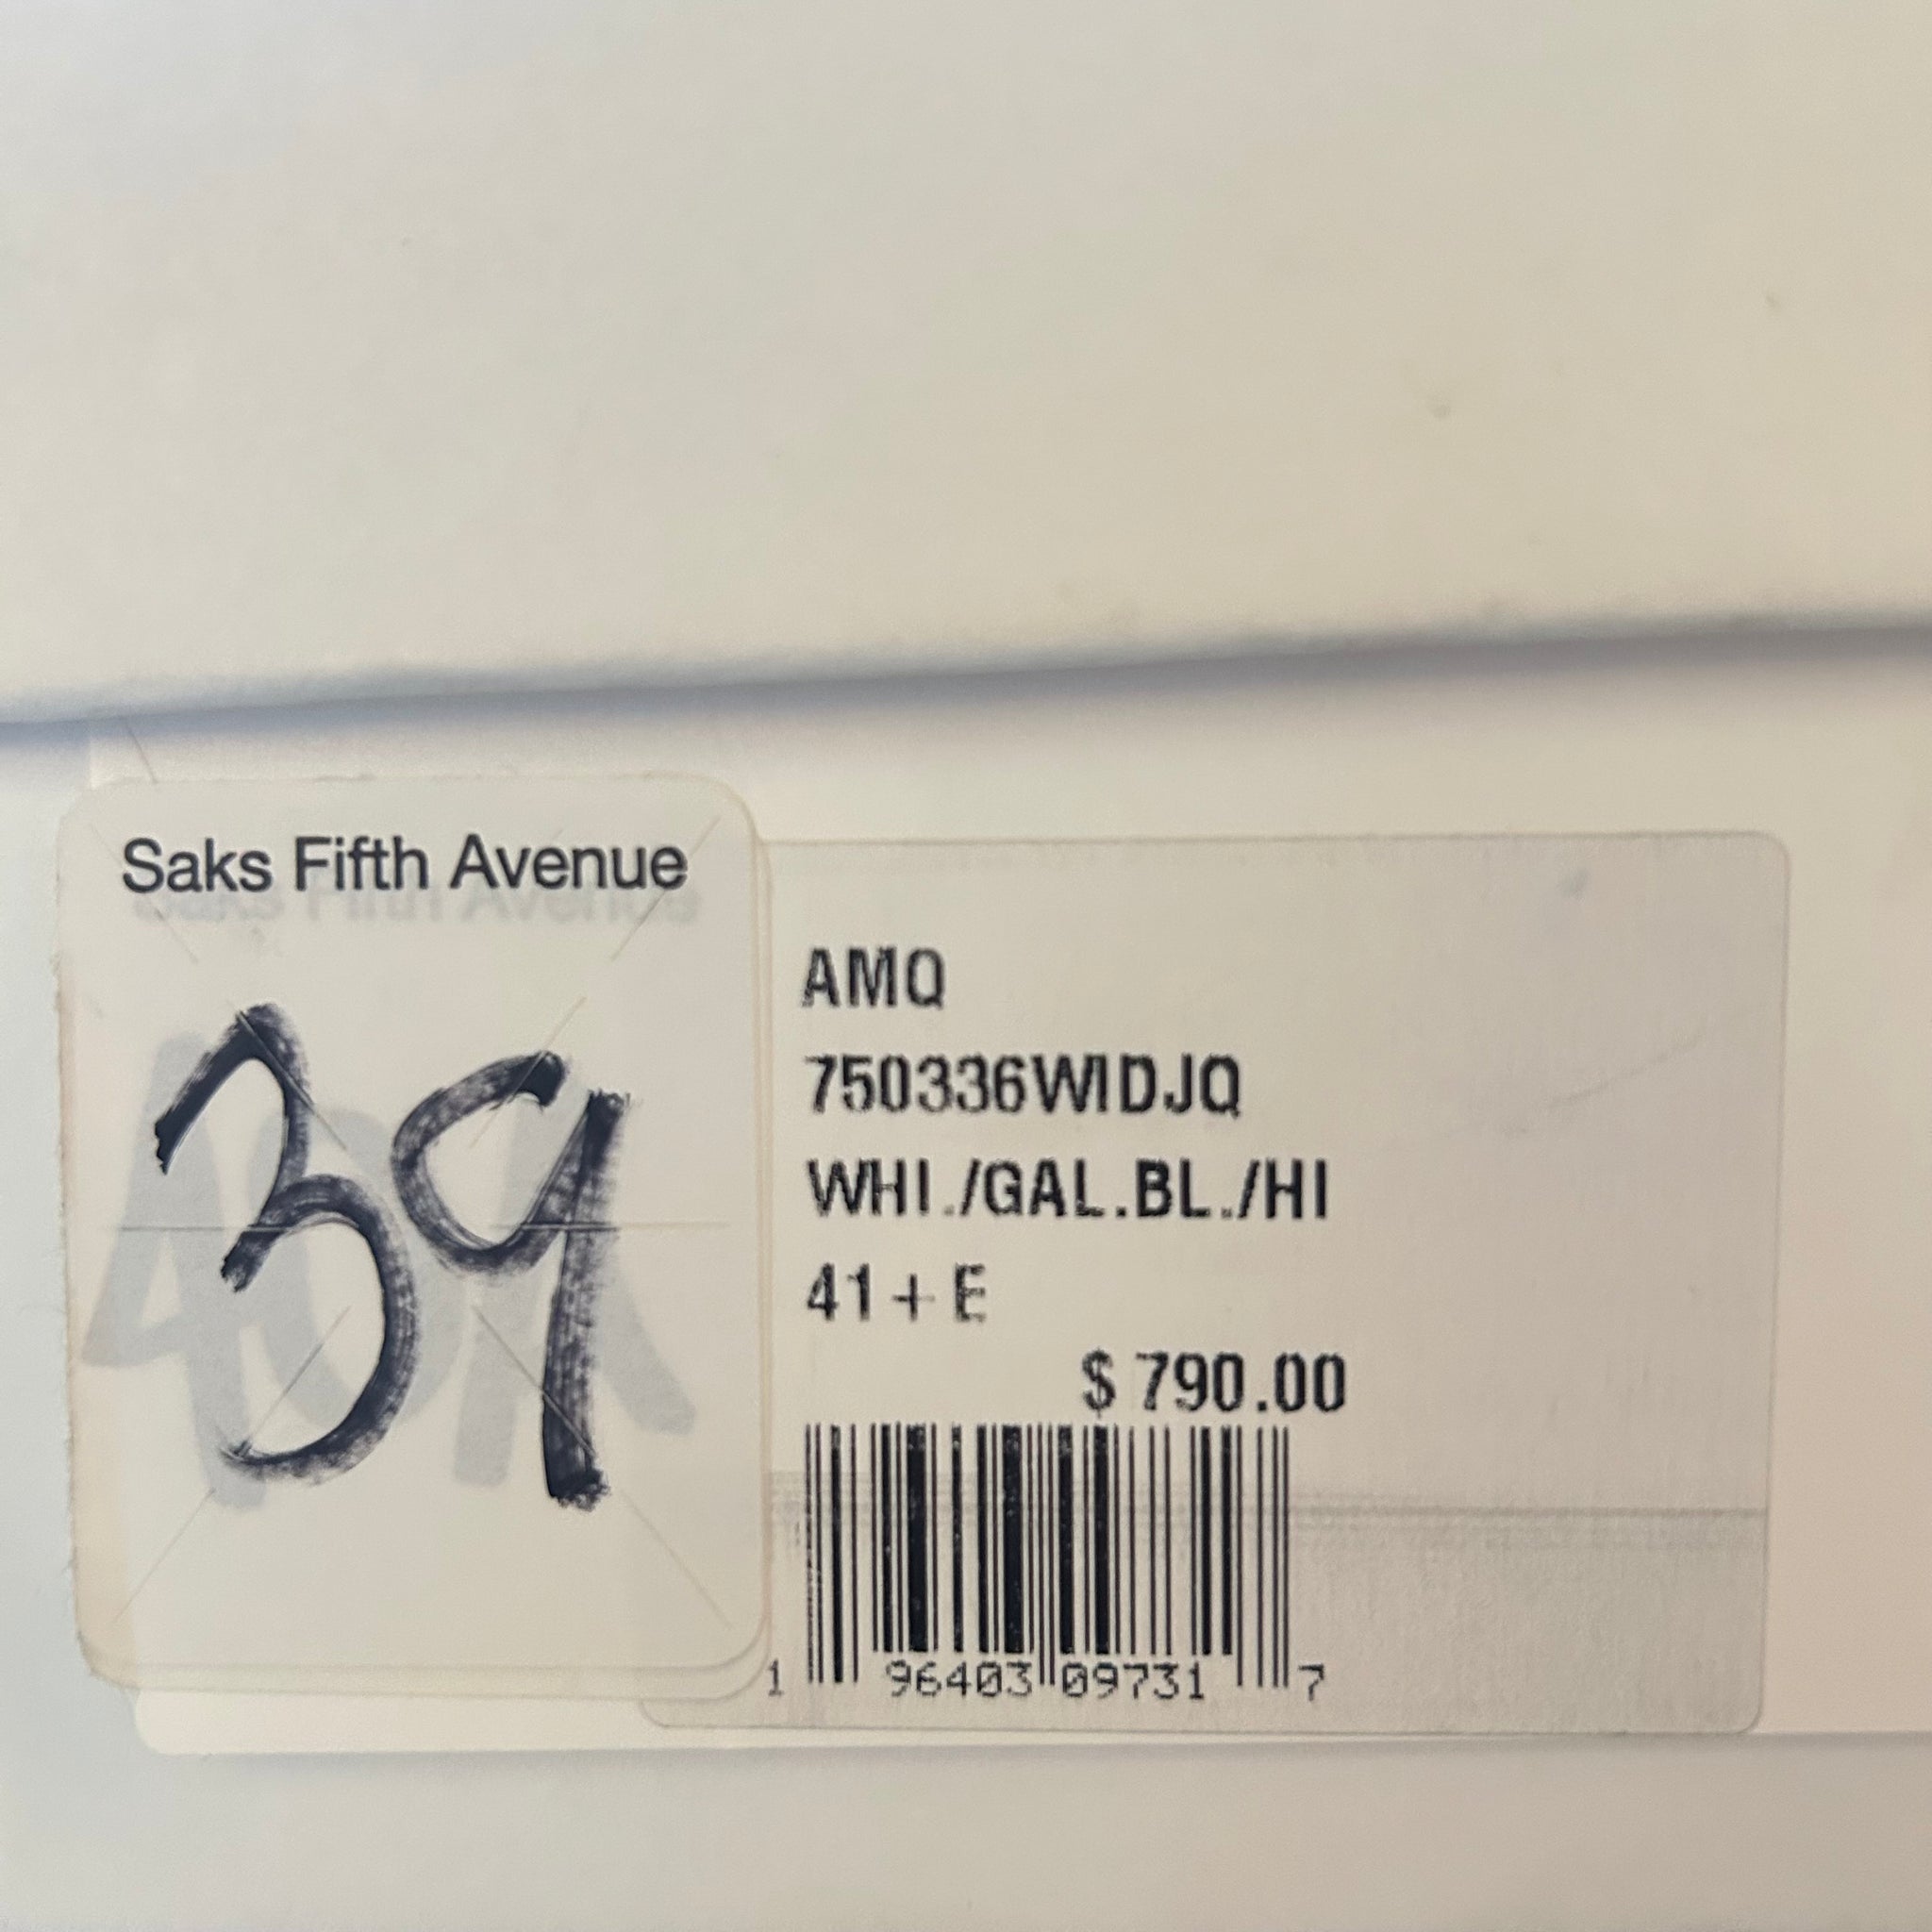 Saks Fifth Avenue
39
AMQ
750336WIDJQ
WHI./GAL.BL./HI
41+E
$790.00
1 96403 09731 7